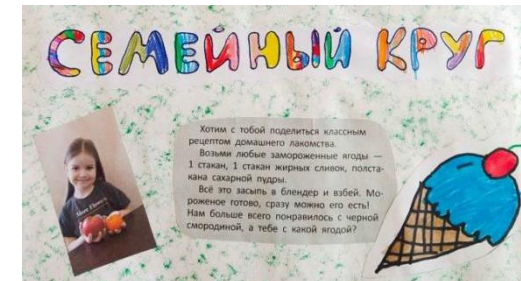 СЕМЕЙНЫЙ КРУГ
Хотим с тобой поделиться классным
рецептом домашнего лакомства.
Возьми любые замороженные ягоды —
1 стакан, 1 стакан жирных сливок, полста-
кана сахарной пудры.
Всё это засыпь в блендер и взбей. Мо-
роженое готово, сразу можно его есть!
Нам больше всего понравилось с черной
смородиной, а тебе с какой ягодой?